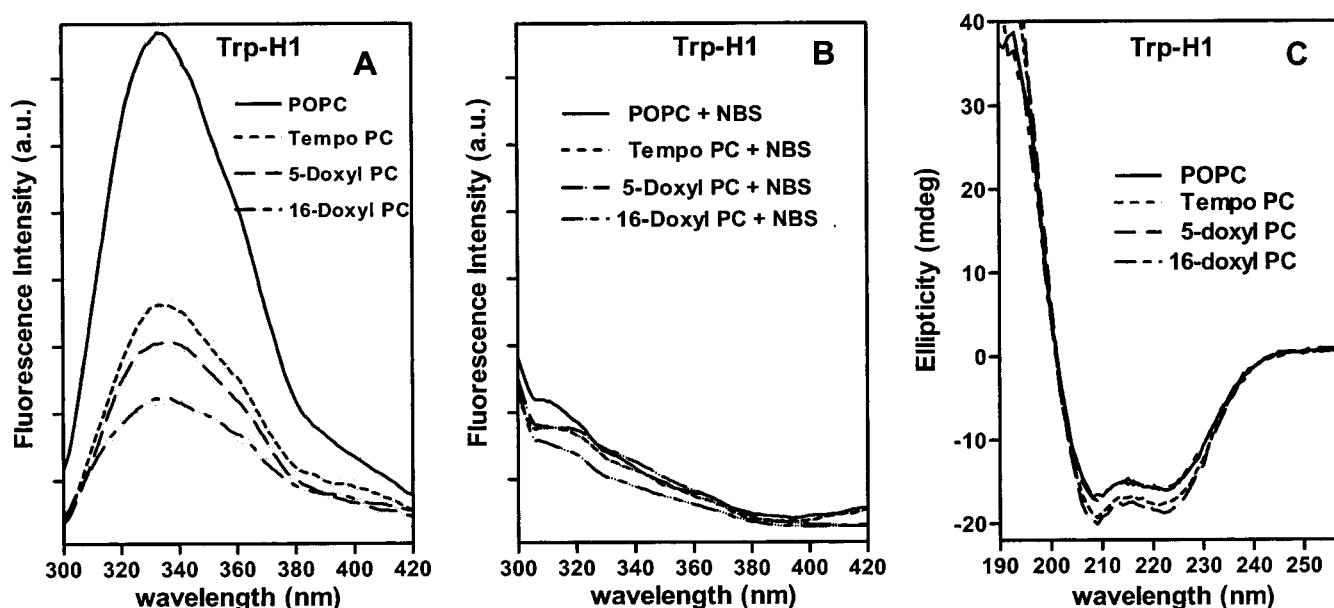 Trp-H1
A
POPC
Tempo PC
5-Doxyl PC
16-Doxyl PC
Fluorescence Intensity (a.u.)
300 320 340 360 380 400 420
wavelength (nm)
Trp-H1
B
POPC + NBS
Tempo PC + NBS
5-Doxyl PC + NBS
16-Doxyl PC + NBS
Fluorescence Intensity (a.u.)
300 320 340 360 380 400 420
wavelength (nm)
Trp-H1
C
POPC
Tempo PC
5-doxyl PC
16-doxyl PC
Ellipticity (mdeg)
40
30
20
10
0
-10
-20
190 200 210 220 230 240 250
wavelength (nm)